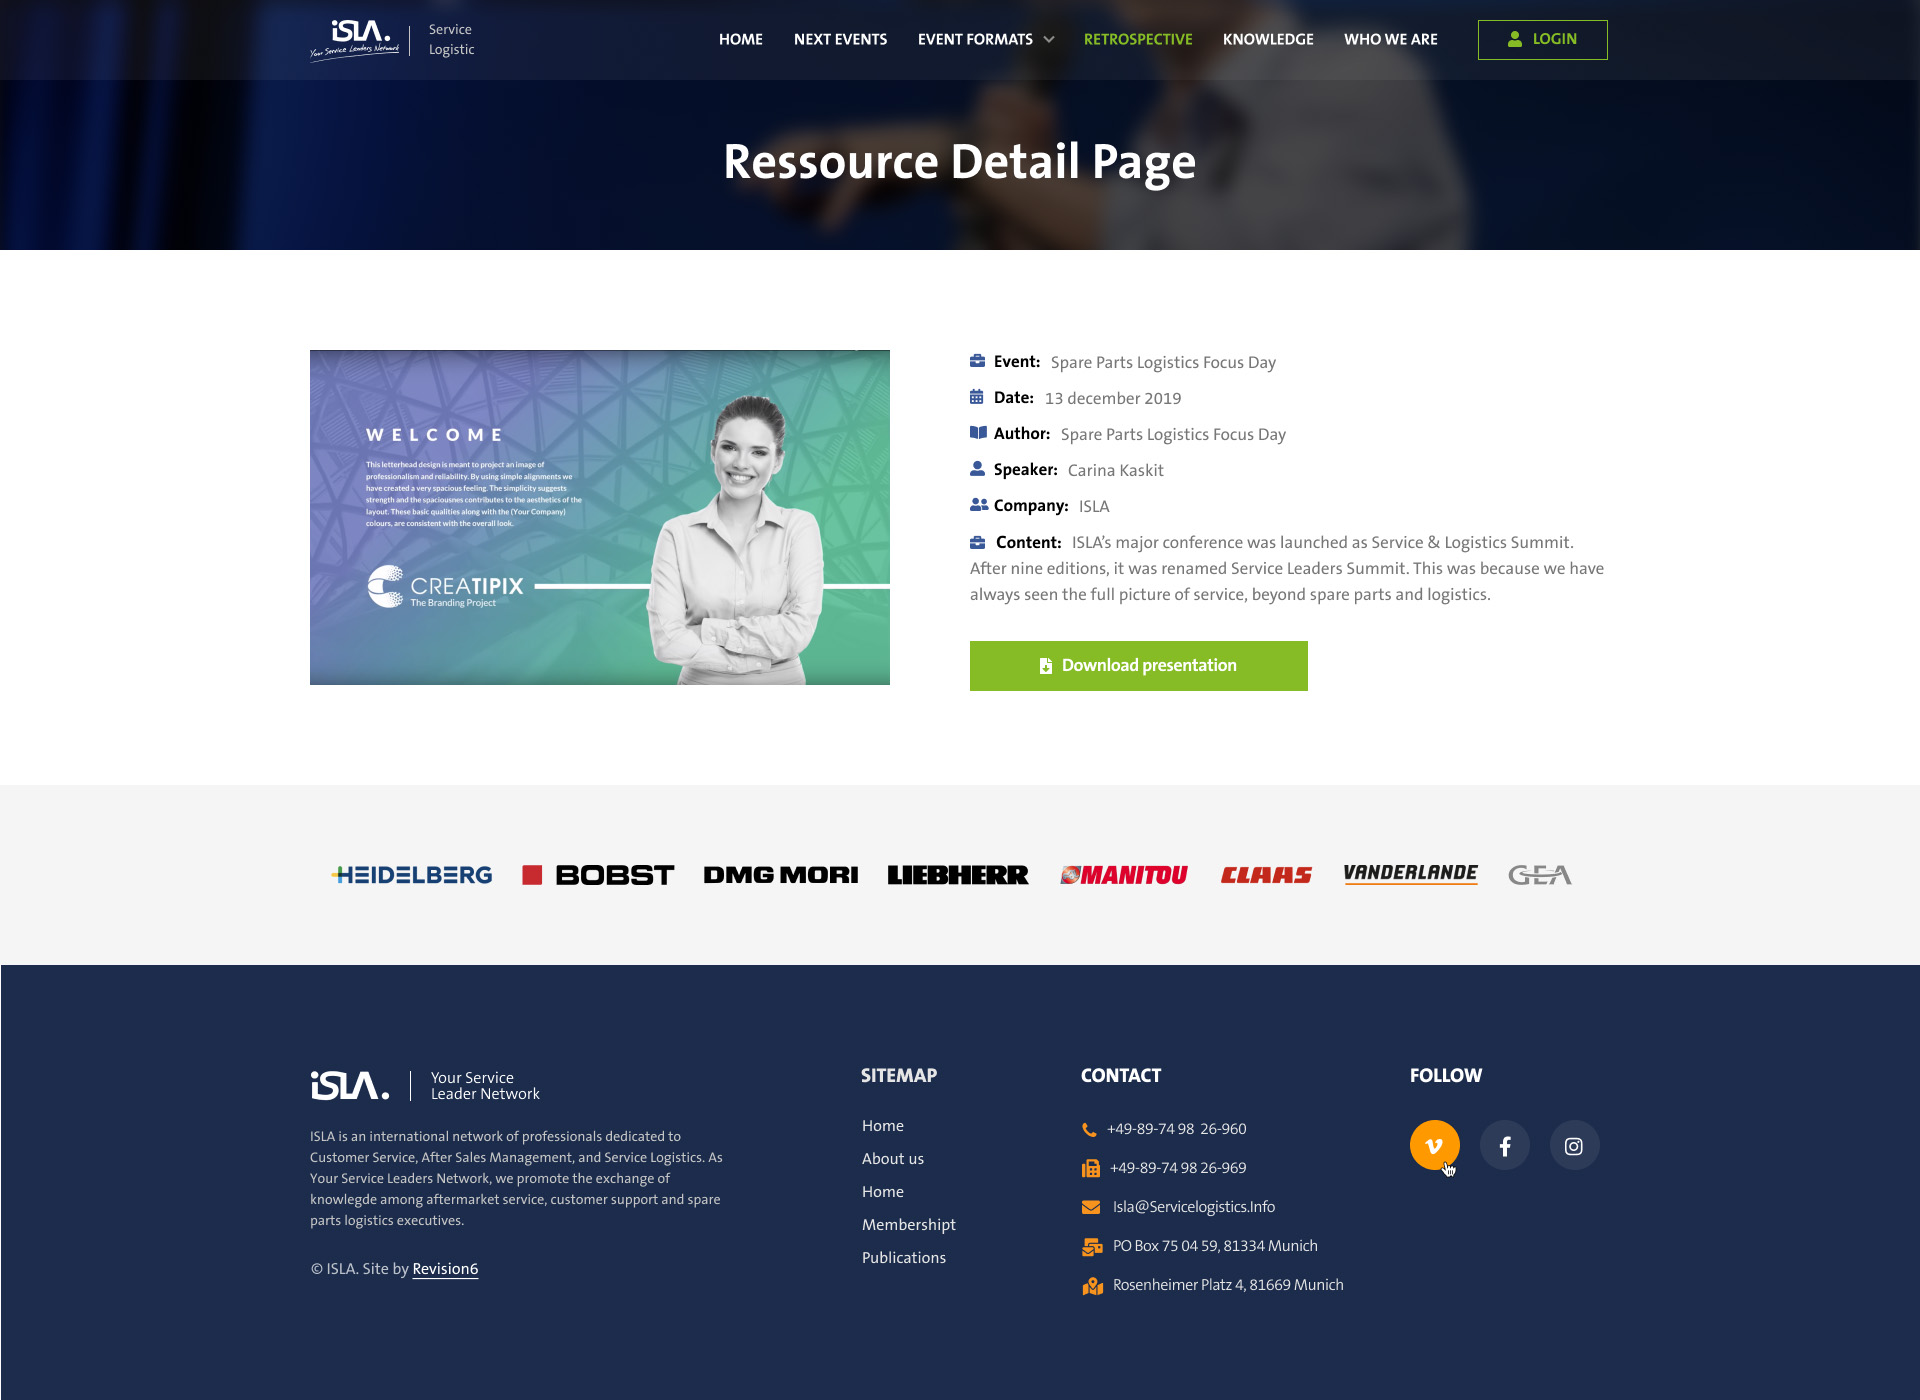 iSLA.
Your Service Leaders Network
Service
Logistic
HOME NEXT EVENTS EVENT FORMATS RETROSPECTIVE KNOWLEDGE WHO WE ARE LOGIN
Ressource Detail Page
WELCOME
This letterhead design is meant to project an image of
professionalism and reliability. By using simple alignments we
have created a very spacious feeling. The simplicity suggests
strength and the spaciousnes contributes to the aesthetics of the
layout. These basic qualities along with the (Your Company)
colours, are consistent with the overall look.
CREATIPIX
The Branding Project
Event: Spare Parts Logistics Focus Day
Date: 13 december 2019
Author: Spare Parts Logistics Focus Day
Speaker: Carina Kaskit
Company: ISLA
Content: ISLA’s major conference was launched as Service & Logistics Summit.
After nine editions, it was renamed Service Leaders Summit. This was because we have
always seen the full picture of service, beyond spare parts and logistics.
Download presentation
HEIDELBERG BOBST DMG MORI LIEBHERR MANITOU CLAAS VANDERLANDE GEA
iSLA.
Your Service
Leader Network
ISLA is an international network of professionals dedicated to
Customer Service, After Sales Management, and Service Logistics. As
Your Service Leaders Network, we promote the exchange of
knowlegde among aftermarket service, customer support and spare
parts logistics executives.
© ISLA. Site by Revision6
SITEMAP
Home
About us
Home
Membershipt
Publications
CONTACT
+49-89-74 98 26-960
+49-89-74 98 26-969
Isla@Servicelogistics.Info
PO Box 75 04 59, 81334 Munich
Rosenheimer Platz 4, 81669 Munich
FOLLOW